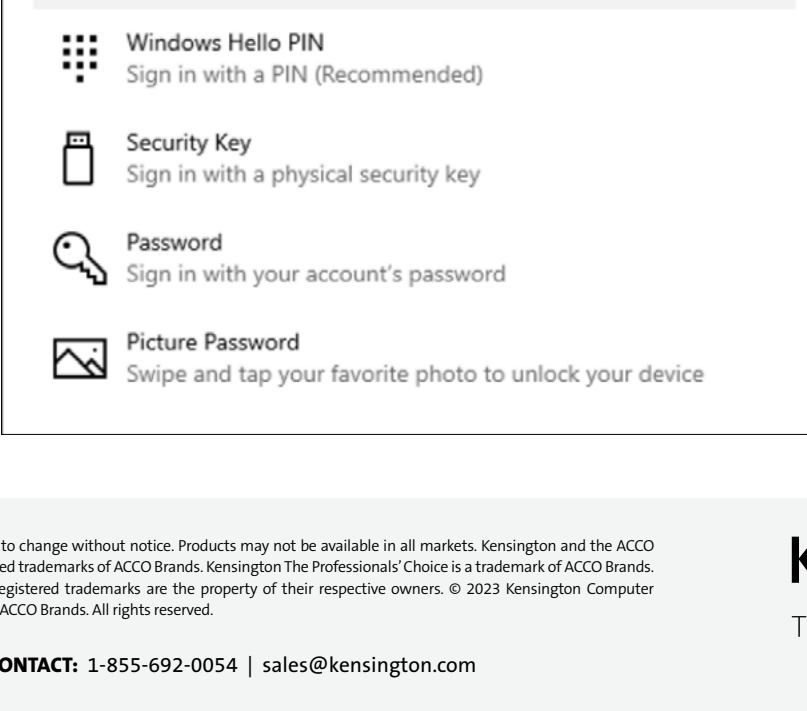 Windows Hello PIN
Sign in with a PIN (Recommended)
Security Key
Sign in with a physical security key
Password
Sign in with your account's password
Picture Password
Swipe and tap your favorite photo to unlock your device
to change without notice. Products may not be available in all markets. Kensington and the ACCO
ed trademarks of ACCO Brands. Kensington The Professionals' Choice is a trademark of ACCO Brands.
egistered trademarks are the property of their respective owners. © 2023 Kensington Computer
ACCO Brands. All rights reserved.
ONTACT: 1-855-692-0054 | sales@kensington.com
K
T